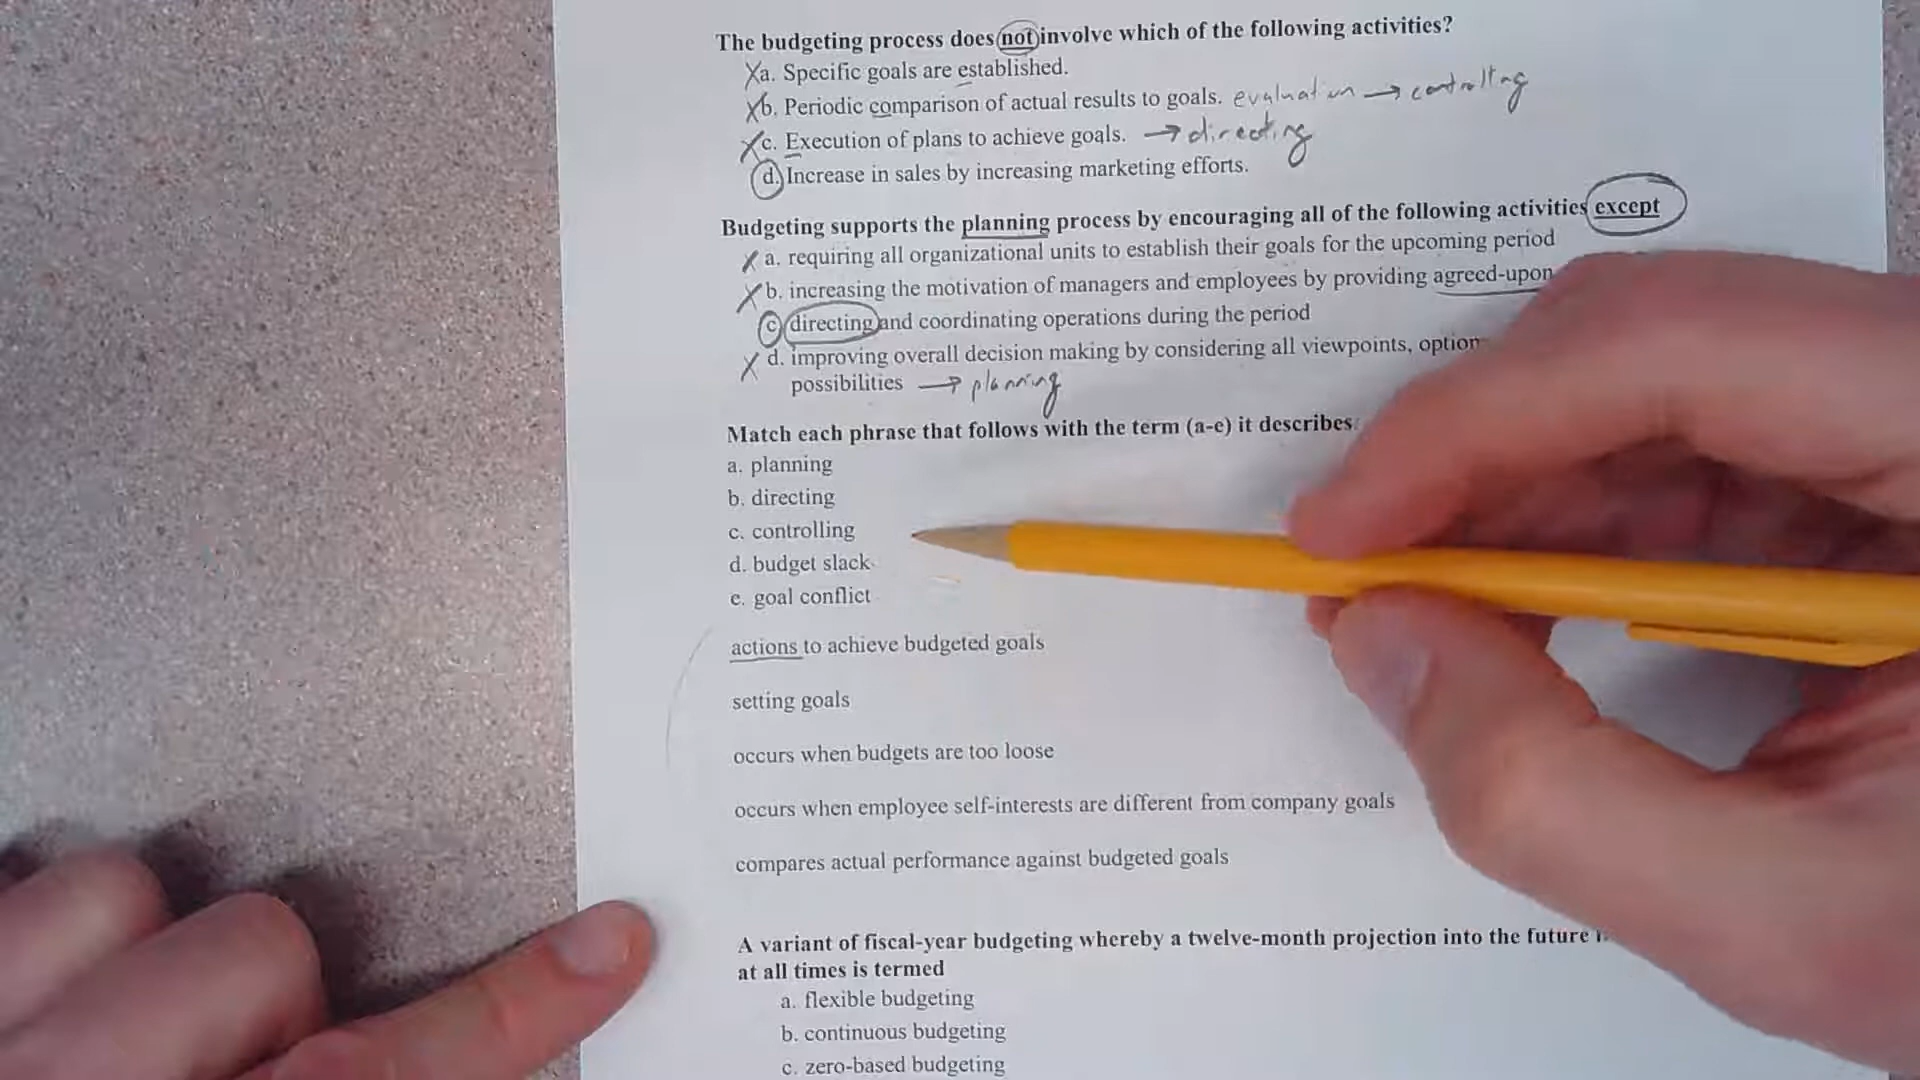 The budgeting process does not involve which of the following activities?
Xa. Specific goals are established.
Xb. Periodic comparison of actual results to goals. evaluation → controlling
Xc. Execution of plans to achieve goals. → directing
d. Increase in sales by increasing marketing efforts.
Budgeting supports the planning process by encouraging all of the following activities except
X a. requiring all organizational units to establish their goals for the upcoming period
X b. increasing the motivation of managers and employees by providing agreed-upon
c. directing and coordinating operations during the period
X d. improving overall decision making by considering all viewpoints,
possibilities → planning
Match each phrase that follows with the term (a-e) it describes.
a. planning
b. directing
c. controlling
d. budget slack
e. goal conflict
actions to achieve budgeted goals
setting goals
occurs when budgets are too loose
occurs when employee self-interests are different from company goals
compares actual performance against budgeted goals
A variant of fiscal-year budgeting whereby a twelve-month projection into the future
at all times is termed
a. flexible budgeting
b. continuous budgeting
c. zero-based budgeting